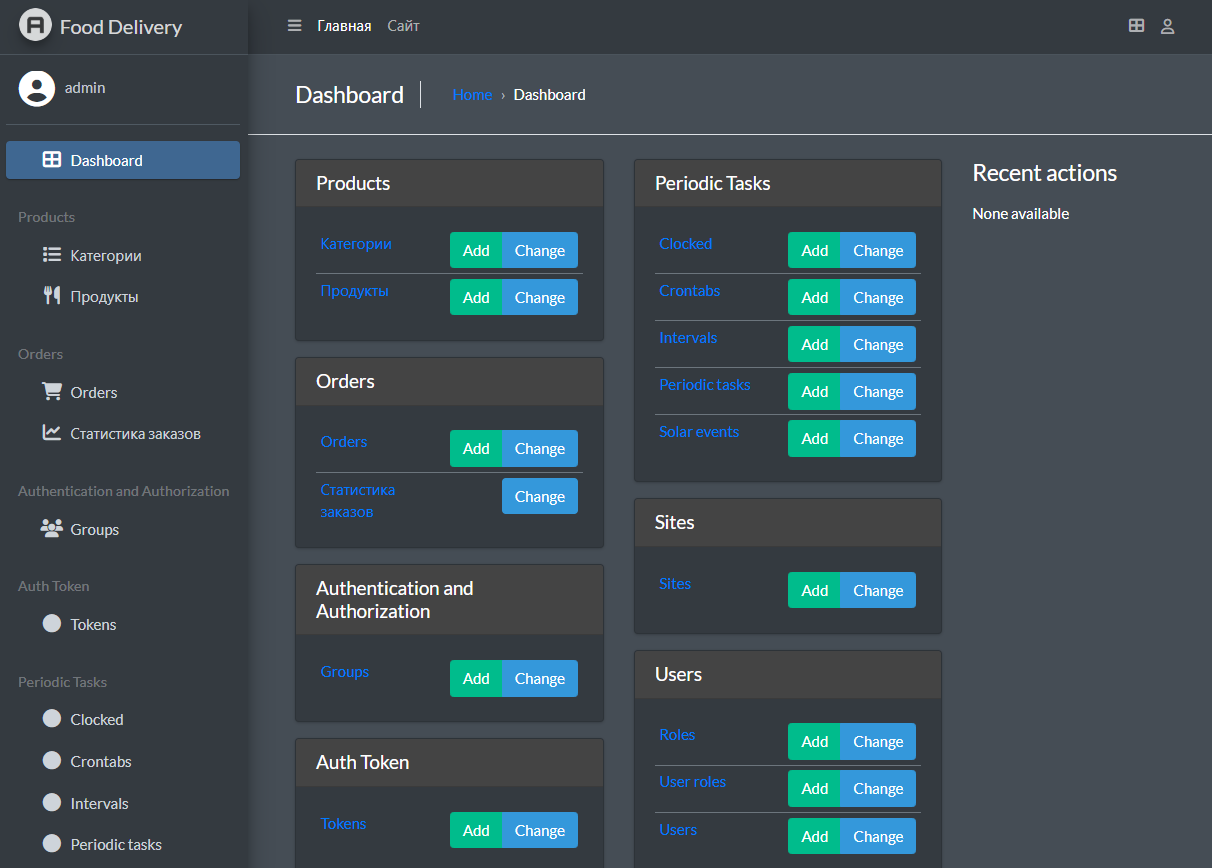 Food Delivery
admin
Dashboard
Products
Категории
Продукты
Orders
Orders
Статистика заказов
Authentication and Authorization
Groups
Auth Token
Tokens
Periodic Tasks
Clocked
Crontabs
Intervals
Periodic tasks
Главная Сайт
Dashboard
Home › Dashboard
Products
Категории Add Change
Продукты Add Change
Orders
Orders Add Change
Статистика Change
заказов
Authentication and
Authorization
Groups Add Change
Auth Token
Tokens Add Change
Periodic Tasks
Clocked Add Change
Crontabs Add Change
Intervals Add Change
Periodic tasks Add Change
Solar events Add Change
Sites
Sites Add Change
Users
Roles Add Change
User roles Add Change
Users Add Change
Recent actions
None available